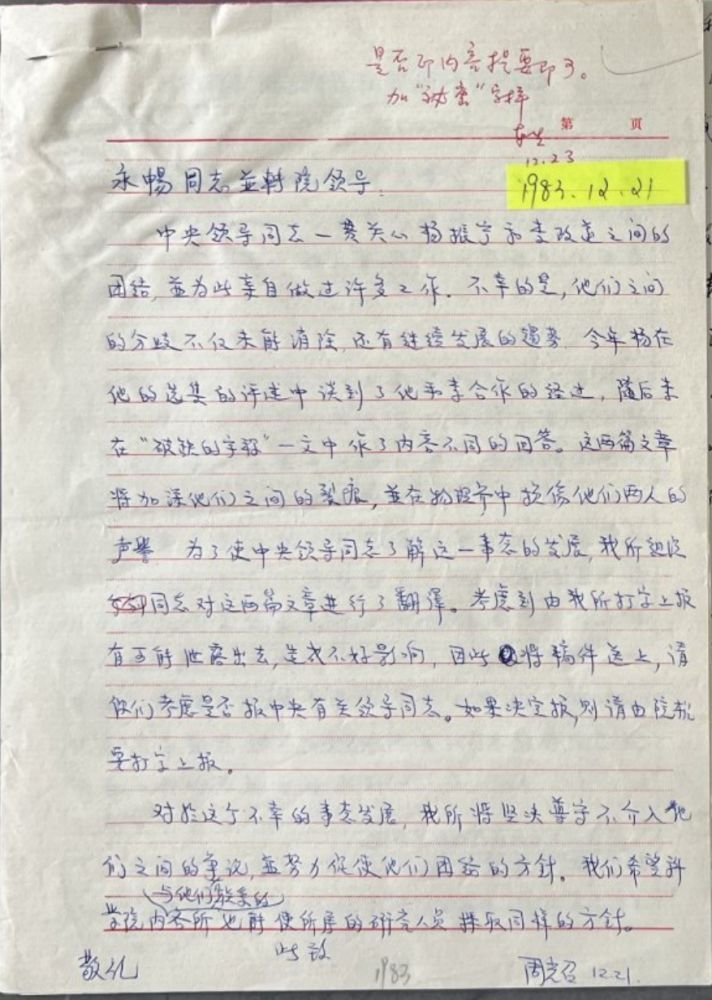 是否即内容提要即可。
加“秘密”字样
12.23
第 页
永畅同志並转院领导：
1983.12.21
中央领导同志一贯关心杨振宁和李政道之间的
团结，並为此亲自做过许多工作．不幸的是，他们之间
的分歧不仅未能消除，还有继续发展的趋势 今年杨在
他的选集的评述中谈到了他和李合作的经过，随后李
在“破缺的宇称”一文中作了内容不同的回答。这两篇文章
将加深他们之间的裂痕，並在物理界中损伤他们两人的
声誉 为了使中央领导同志了解这一事态的发展，我所
同志对这两篇文章进行了翻译。考虑到由我所打字上报
有可能泄露出去，造成不好影响，因此将稿件送上，请
你们考虑是否报中央有关领导同志。如果决定报，则请由院机
要打字上报。
对於这个不幸的事态发展，我所将坚决遵守不介入他
们之间的争论，並努力促使他们团结的方针。我们希望科
与他们有联系的
学院内各所也能使所属的研究人员採取同样的方针。
此致
敬礼
1983
周光召 12.21.